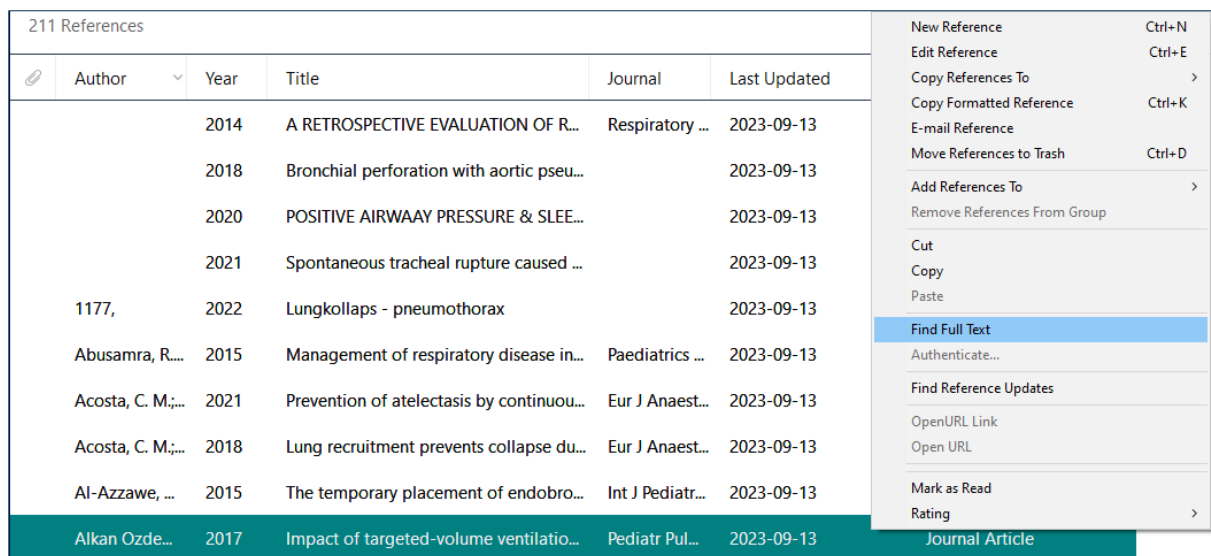 211 References
Author Year Title Journal Last Updated
2014 A RETROSPECTIVE EVALUATION OF R... Respiratory ... 2023-09-13
2018 Bronchial perforation with aortic pseu... 2023-09-13
2020 POSITIVE AIRWAAY PRESSURE & SLEE... 2023-09-13
2021 Spontaneous tracheal rupture caused ... 2023-09-13
1177, 2022 Lungkollaps - pneumothorax 2023-09-13
Abusamra, R.... 2015 Management of respiratory disease in... Paediatrics ... 2023-09-13
Acosta, C. M.;... 2021 Prevention of atelectasis by continuou... Eur J Anaest... 2023-09-13
Acosta, C. M.;... 2018 Lung recruitment prevents collapse du... Eur J Anaest... 2023-09-13
Al-Azzawe, ... 2015 The temporary placement of endobro... Int J Pediatr... 2023-09-13
Alkan Ozde... 2017 Impact of targeted-volume ventilatio... Pediatr Pul... 2023-09-13 Journal Article
New Reference Ctrl+N
Edit Reference Ctrl+E
Copy References To >
Copy Formatted Reference Ctrl+K
E-mail Reference
Move References to Trash Ctrl+D
Add References To >
Remove References From Group
Cut
Copy
Paste
Find Full Text
Authenticate...
Find Reference Updates
OpenURL Link
Open URL
Mark as Read
Rating >